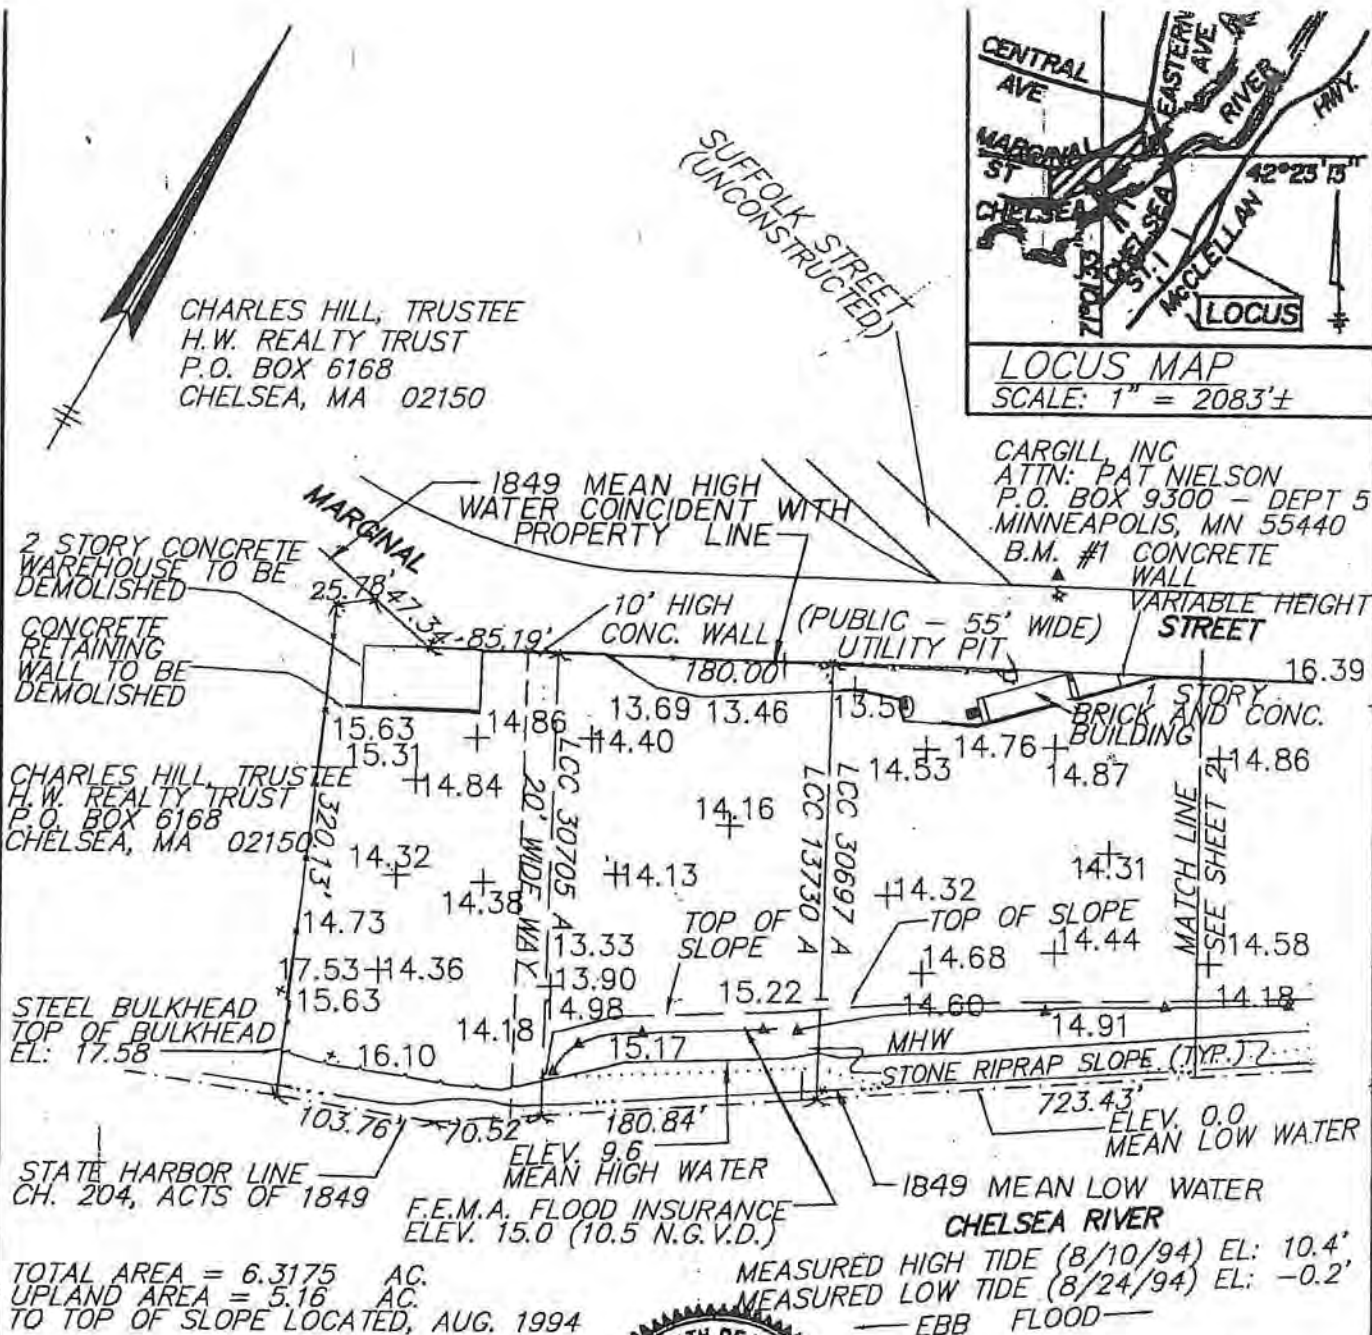 CENTRAL
AVE
EASTERN
AVE.
RIVER
HWY.
MARGINAL
ST
42°23'13"
CHELSEA
CHELSEA
ST.
71°01'33"
McCLELLAN
LOCUS
LOCUS MAP
SCALE: 1" = 2083'±
SUFFOLK STREET
(UNCONSTRUCTED)
CHARLES HILL, TRUSTEE
H.W. REALTY TRUST
P.O. BOX 6168
CHELSEA, MA 02150
CARGILL, INC
ATTN: PAT NIELSON
P.O. BOX 9300 - DEPT 5
MINNEAPOLIS, MN 55440
B.M. #1
CONCRETE
WALL
VARIABLE HEIGHT
STREET
1849 MEAN HIGH
WATER COINCIDENT WITH
PROPERTY LINE
MARGINAL
2 STORY CONCRETE
WAREHOUSE TO BE
DEMOLISHED
25.78'
47.34'
85.19'
10' HIGH
CONC. WALL
(PUBLIC - 55' WIDE)
UTILITY PIT
CONCRETE
RETAINING
WALL TO BE
DEMOLISHED
180.00'
16.39
1 STORY
BRICK AND CONC.
BUILDING
15.63
14.86
13.69
13.46
13.50
15.31
14.40
14.76
14.53
14.87
14.86
14.84
CHARLES HILL, TRUSTEE
H.W. REALTY TRUST
P.O. BOX 6168
CHELSEA, MA 02150
320.13'
20' WIDE WAY
LCC 30705 A
LCC 13730 A
LCC 30697 A
MATCH LINE
SEE SHEET 2
14.16
14.32
14.13
14.31
14.38
14.32
14.73
TOP OF
SLOPE
TOP OF SLOPE
13.33
14.44
14.58
17.53
14.36
13.90
14.68
15.63
4.98
15.22
14.60
14.18
STEEL BULKHEAD
TOP OF BULKHEAD
EL: 17.58
14.18
16.10
15.17
14.91
MHW
STONE RIPRAP SLOPE (TYP.)
103.76'
70.52'
180.84'
723.43'
ELEV. 0.0
MEAN LOW WATER
ELEV. 9.6
MEAN HIGH WATER
STATE HARBOR LINE
CH. 204, ACTS OF 1849
1849 MEAN LOW WATER
F.E.M.A. FLOOD INSURANCE
ELEV. 15.0 (10.5 N.G.V.D.)
CHELSEA RIVER
MEASURED HIGH TIDE (8/10/94) EL: 10.4'
MEASURED LOW TIDE (8/24/94) EL: -0.2'
EBB FLOOD
TOTAL AREA = 6.3175 AC.
UPLAND AREA = 5.16 AC.
TO TOP OF SLOPE LOCATED, AUG. 1994